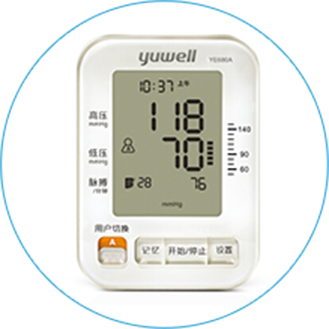 yuwell
YE680A
10:37 上午
高压
mmHg
118
140
低压
mmHg
70
90
60
脉搏
/分钟
28
76
mmHg
用户切换
A
记忆
开始/停止
设置